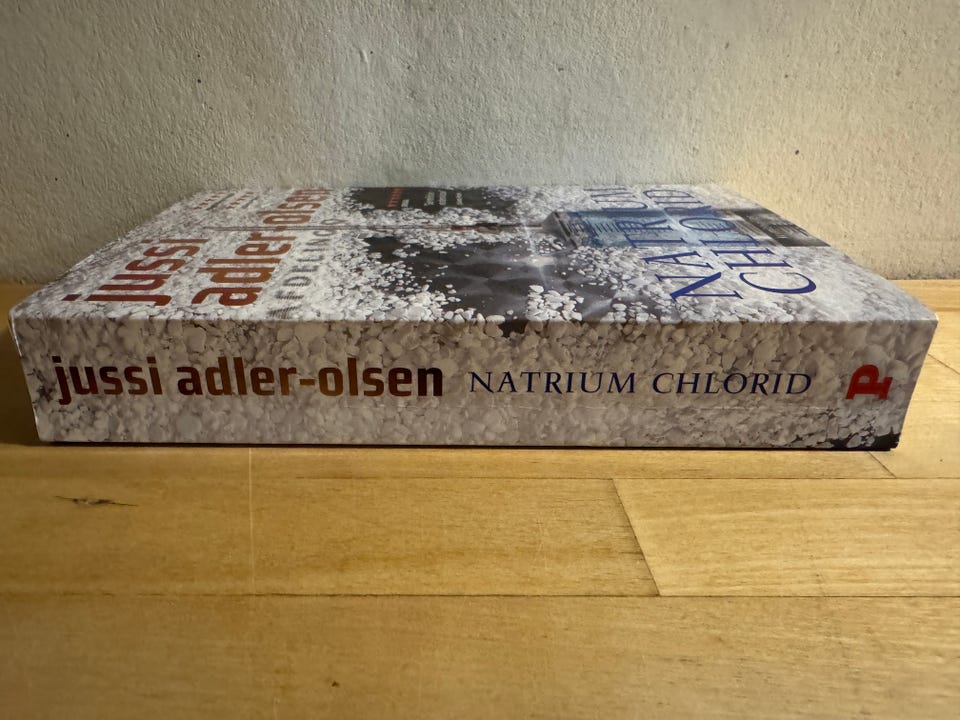 jussi
adler-olsen
NATRIUM
CHLORID
jussi adler-olsen NATRIUM CHLORID P